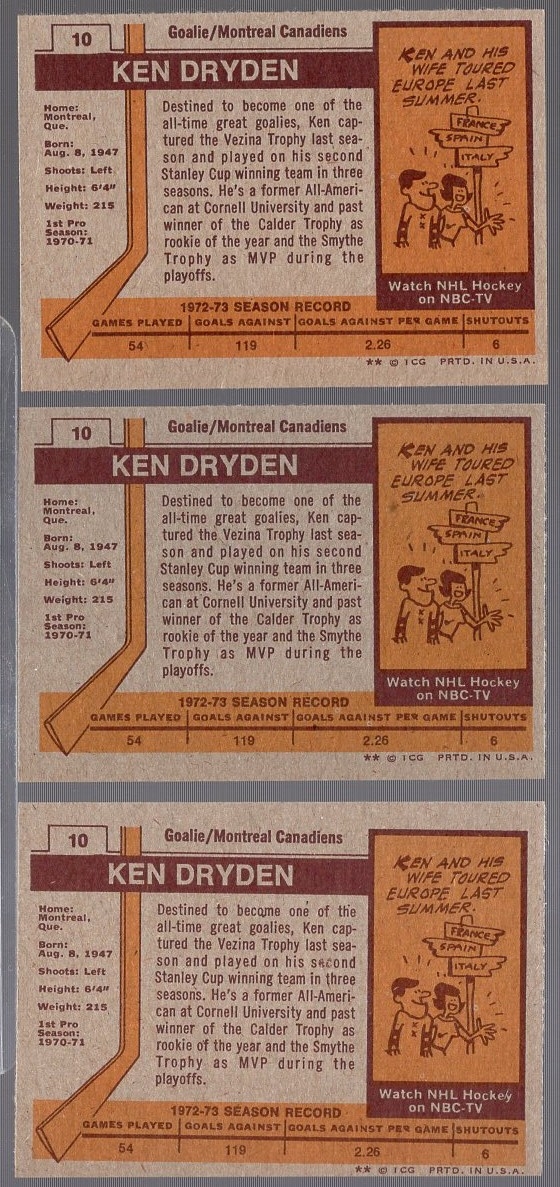 10
Goalie/Montreal Canadiens
KEN DRYDEN
Home:
Montreal,
Que.
Born:
Aug. 8, 1947
Shoots: Left
Height: 6'4"
Weight: 215
1st Pro
Season:
1970-71
Destined to become one of the
all-time great goalies, Ken cap-
tured the Vezina Trophy last sea-
son and played on his second
Stanley Cup winning team in three
seasons. He's a former All-Ameri-
can at Cornell University and past
winner of the Calder Trophy as
rookie of the year and the Smythe
Trophy as MVP during the
playoffs.
KEN AND HIS
WIFE TOURED
EUROPE LAST
SUMMER.
FRANCE
SPAIN
ITALY
Watch NHL Hockey
on NBC-TV
1972-73 SEASON RECORD
GAMES PLAYED GOALS AGAINST GOALS AGAINST PER GAME SHUTOUTS
54 119 2.26 6
** © ICG PRTD. IN U.S.A.
10
Goalie/Montreal Canadiens
KEN DRYDEN
Home:
Montreal,
Que.
Born:
Aug. 8, 1947
Shoots: Left
Height: 6'4"
Weight: 215
1st Pro
Season:
1970-71
Destined to become one of the
all-time great goalies, Ken cap-
tured the Vezina Trophy last sea-
son and played on his second
Stanley Cup winning team in three
seasons. He's a former All-Ameri-
can at Cornell University and past
winner of the Calder Trophy as
rookie of the year and the Smythe
Trophy as MVP during the
playoffs.
KEN AND HIS
WIFE TOURED
EUROPE LAST
SUMMER.
FRANCE
SPAIN
ITALY
Watch NHL Hockey
on NBC-TV
1972-73 SEASON RECORD
GAMES PLAYED GOALS AGAINST GOALS AGAINST PER GAME SHUTOUTS
54 119 2.26 6
** © ICG PRTD. IN U.S.A.
10
Goalie/Montreal Canadiens
KEN DRYDEN
Home:
Montreal,
Que.
Born:
Aug. 8, 1947
Shoots: Left
Height: 6'4"
Weight: 215
1st Pro
Season:
1970-71
Destined to become one of the
all-time great goalies, Ken cap-
tured the Vezina Trophy last sea-
son and played on his second
Stanley Cup winning team in three
seasons. He's a former All-Ameri-
can at Cornell University and past
winner of the Calder Trophy as
rookie of the year and the Smythe
Trophy as MVP during the
playoffs.
KEN AND HIS
WIFE TOURED
EUROPE LAST
SUMMER.
FRANCE
SPAIN
ITALY
Watch NHL Hockey
on NBC-TV
1972-73 SEASON RECORD
GAMES PLAYED GOALS AGAINST GOALS AGAINST PER GAME SHUTOUTS
54 119 2.26 6
** © ICG PRTD. IN U.S.A.